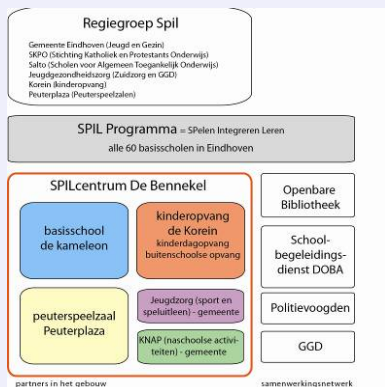 Regiegroep Spil
Gemeente Eindhoven (Jeugd en Gezin)
SKPO (Stichting Katholiek en Protestants Onderwijs)
Salto (Scholen voor Algemeen Toegankelijk Onderwijs)
Jeugdgezondheidszorg (Zuidzorg en GGD)
Korein (kinderopvang)
Peuterplaza (Peuterspeelzalen)
SPIL Programma = SPelen Integreren Leren
alle 60 basisscholen in Eindhoven
SPILcentrum De Bennekel
basisschool
de kameleon
kinderopvang
de Korein
kinderdagopvang
buitenschoolse opvang
peuterspeelzaal
Peuterplaza
Jeugdzorg (sport en
speluitleen) - gemeente
KNAP (naschoolse activi-
teiten) - gemeente
partners in het gebouw
Openbare
Bibliotheek
School-
begeleidings-
dienst DOBA
Politievoogden
GGD
samenwerkingsnetwerk